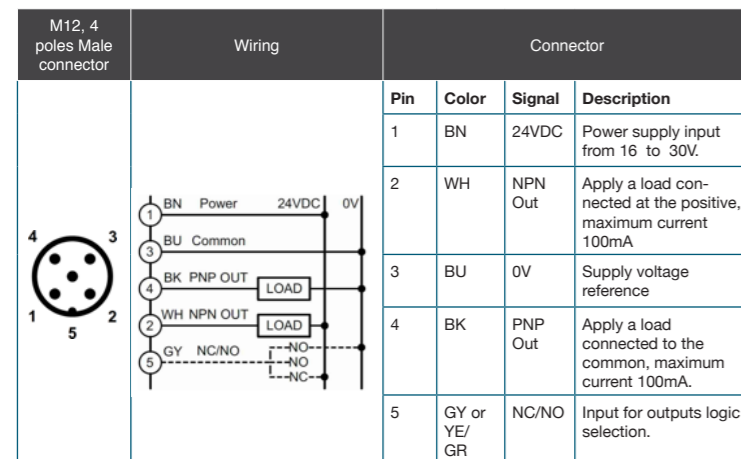 M12, 4
poles Male
connector
Wiring
Connector
Pin Color Signal Description
1 BN 24VDC Power supply input
from 16 to 30V.
2 WH NPN
Out
Apply a load con-
nected at the positive,
maximum current
100mA
3 BU 0V Supply voltage
reference
4 BK PNP
Out
Apply a load
connected to the
common, maximum
current 100mA.
5 GY or
YE/
GR
NC/NO Input for outputs logic
selection.
4 3
1 2
5
1 BN Power 24VDC 0V
3 BU Common
4 BK PNP OUT LOAD
2 WH NPN OUT LOAD
5 GY NC/NO NO
NO
NC